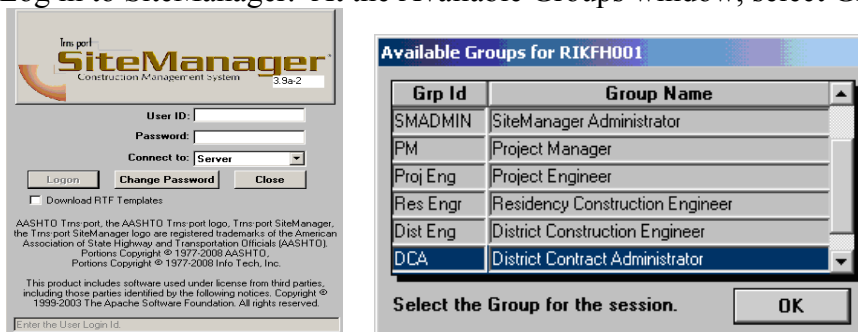 Log in to SiteManager. At the Available Groups window, select
Trns·port
SiteManager
Construction Management System
3.9a-2
User ID:
Password:
Connect to: Server
Logon Change Password Close
Download RTF Templates
AASHTO Trns·port, the AASHTO Trns·port logo, Trns·port SiteManager,
the Trns·port SiteManager logo are registered trademarks of the American
Association of State Highway and Transportation Officials (AASHTO).
Portions Copyright © 1977-2008 AASHTO,
Portions Copyright © 1977-2008 Info Tech, Inc.
This product includes software used under license from third parties,
including those parties identified by the following notices. Copyright ©
1999-2003 The Apache Software Foundation. All rights reserved.
Enter the User Login Id.
Available Groups for RIKFH001
Grp Id Group Name
SMADMIN SiteManager Administrator
PM Project Manager
Proj Eng Project Engineer
Res Engr Residency Construction Engineer
Dist Eng District Construction Engineer
DCA District Contract Administrator
Select the Group for the session. OK